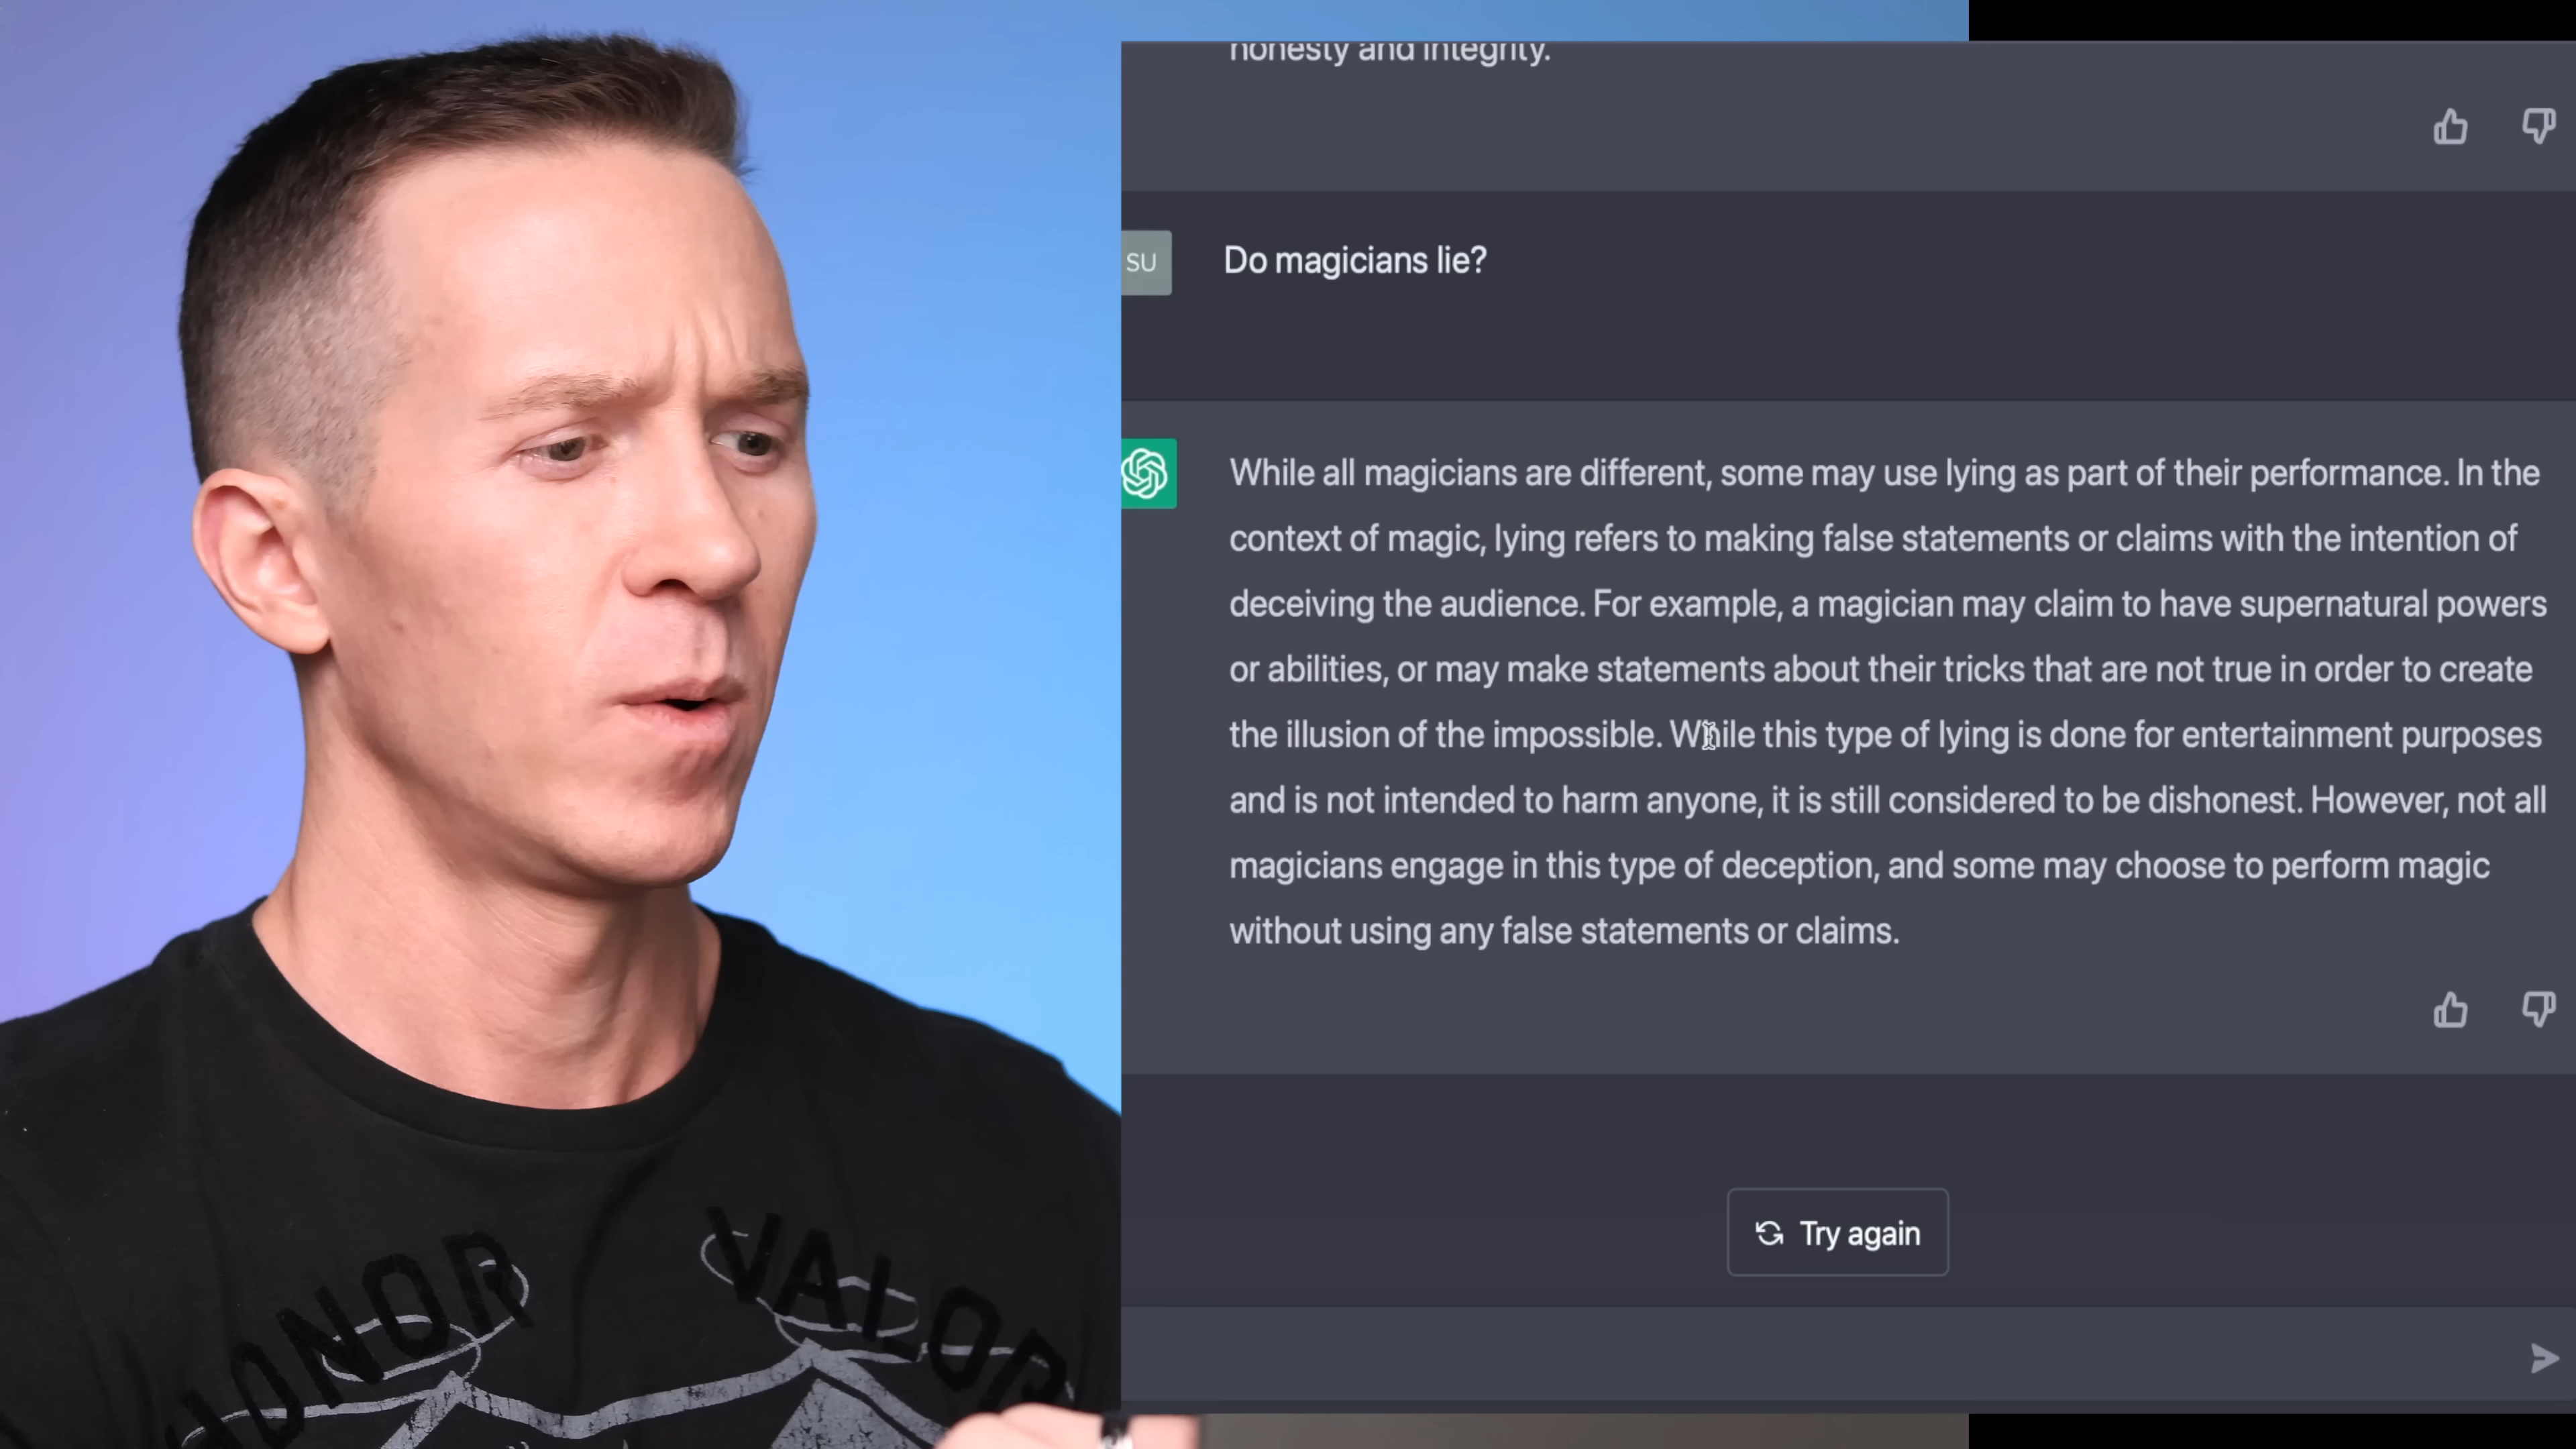 honesty and integrity.
SU
Do magicians lie?
While all magicians are different, some may use lying as part of their performance. In the
context of magic, lying refers to making false statements or claims with the intention of
deceiving the audience. For example, a magician may claim to have supernatural powers
or abilities, or may make statements about their tricks that are not true in order to create
the illusion of the impossible. While this type of lying is done for entertainment purposes
and is not intended to harm anyone, it is still considered to be dishonest. However, not all
magicians engage in this type of deception, and some may choose to perform magic
without using any false statements or claims.
Try again
HONOR
VALOR